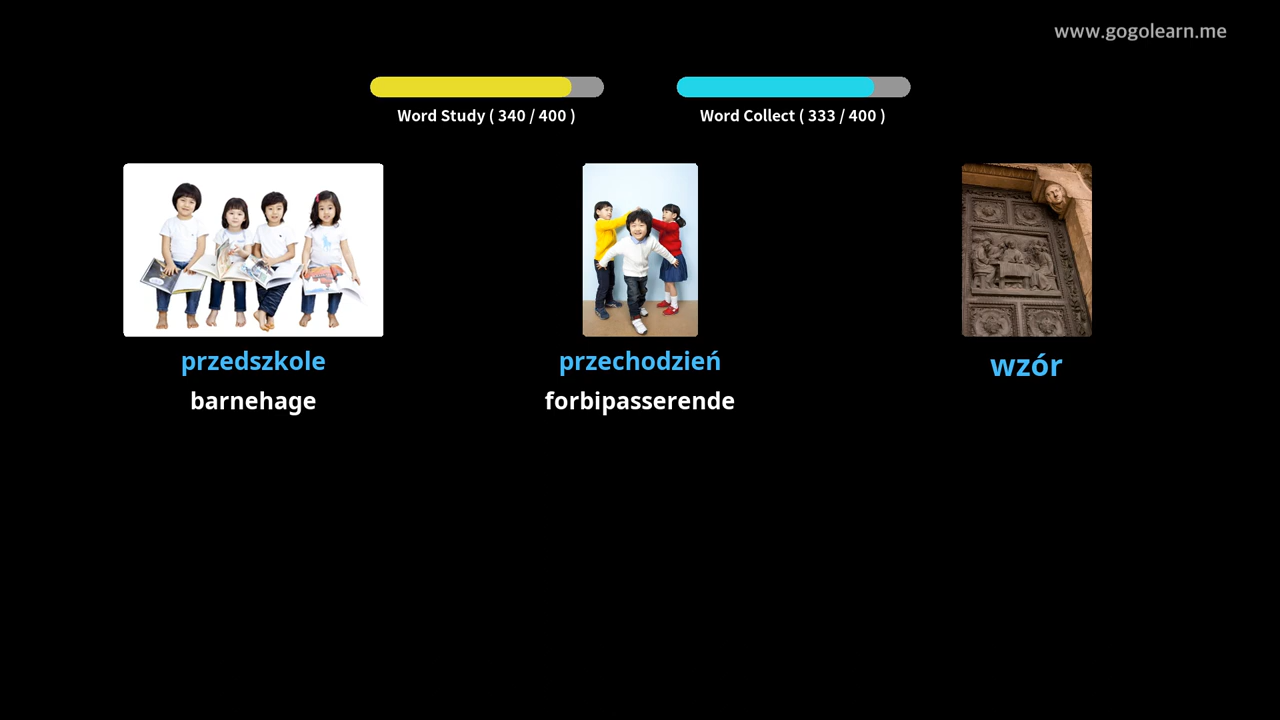 www.gogolearn.me
Word Study ( 340 / 400 )
Word Collect ( 333 / 400 )
przedszkole
barnehage
przechodzień
forbipasserende
wzór